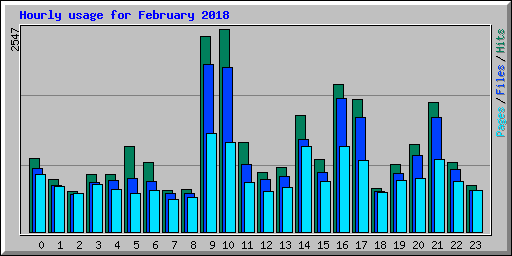 Hourly usage for February 2018
2547
Pages / Files / Hits
0 1 2 3 4 5 6 7 8 9 10 11 12 13 14 15 16 17 18 19 20 21 22 23